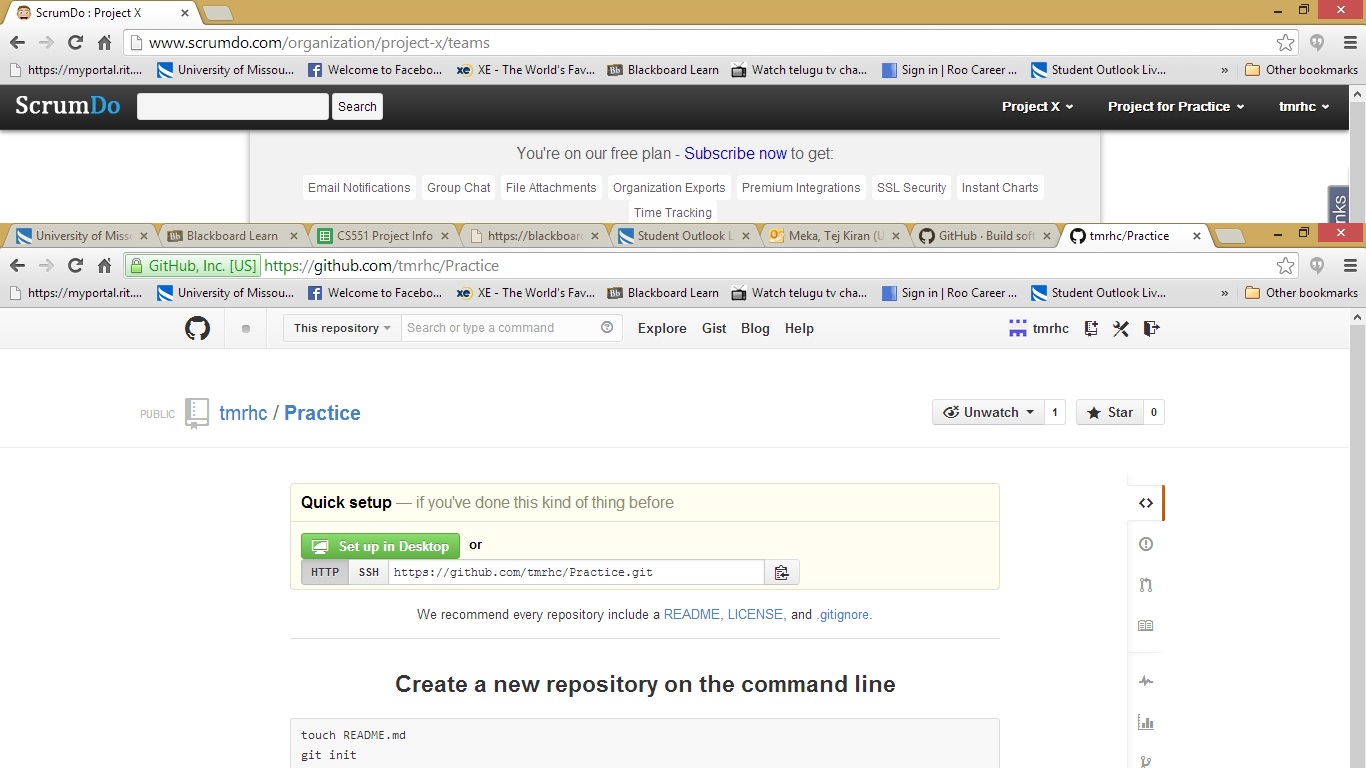 ScrumDo : Project X
www.scrumdo.com/organization/project-x/teams
https://myportal.rit.... University of Missou... Welcome to Facebo... XE - The World's Fav... Blackboard Learn Watch telugu tv cha... Sign in | Roo Career ... Student Outlook Liv... » Other bookmarks
ScrumDo Search Project X Project for Practice tmrhc
You're on our free plan - Subscribe now to get:
Email Notifications Group Chat File Attachments Organization Exports Premium Integrations SSL Security Instant Charts
Time Tracking
nks
University of Miss Blackboard Learn CS551 Project Info https://blackboar Student Outlook L Meka, Tej Kiran (U GitHub · Build soft tmrhc/Practice
GitHub, Inc. [US] https://github.com/tmrhc/Practice
https://myportal.rit.... University of Missou... Welcome to Facebo... XE - The World's Fav... Blackboard Learn Watch telugu tv cha... Sign in | Roo Career ... Student Outlook Liv... » Other bookmarks
This repository Search or type a command Explore Gist Blog Help tmrhc
PUBLIC tmrhc / Practice Unwatch 1 Star 0
Quick setup — if you've done this kind of thing before
Set up in Desktop or
HTTP SSH https://github.com/tmrhc/Practice.git
We recommend every repository include a README, LICENSE, and .gitignore.
Create a new repository on the command line
touch README.md
git init